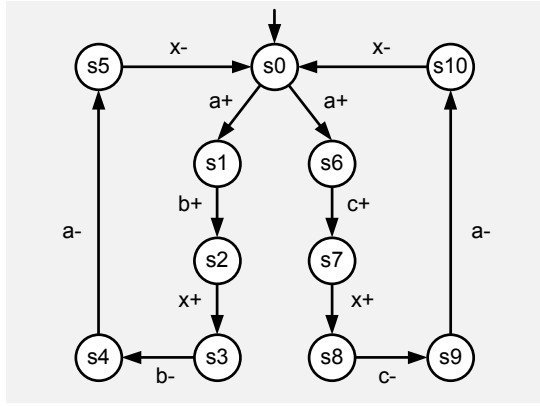 x- x-
s5 s0 s10
a+ a+
s1 s6
b+ c+
a- s2 s7 a-
x+ x+
s4 s3 s8 s9
b- c-